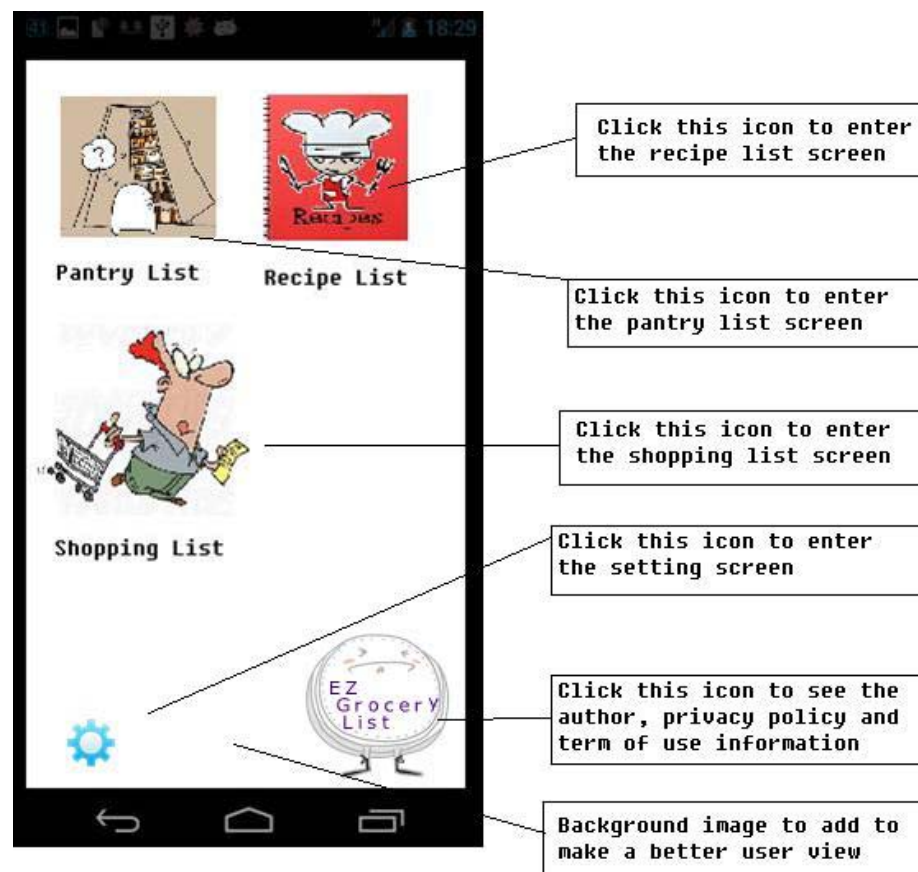 18:29
Recipes
Pantry List
Recipe List
Shopping List
EZ
Grocery
List
Click this icon to enter
the recipe list screen
Click this icon to enter
the pantry list screen
Click this icon to enter
the shopping list screen
Click this icon to enter
the setting screen
Click this icon to see the
author, privacy policy and
term of use information
Background image to add to
make a better user view